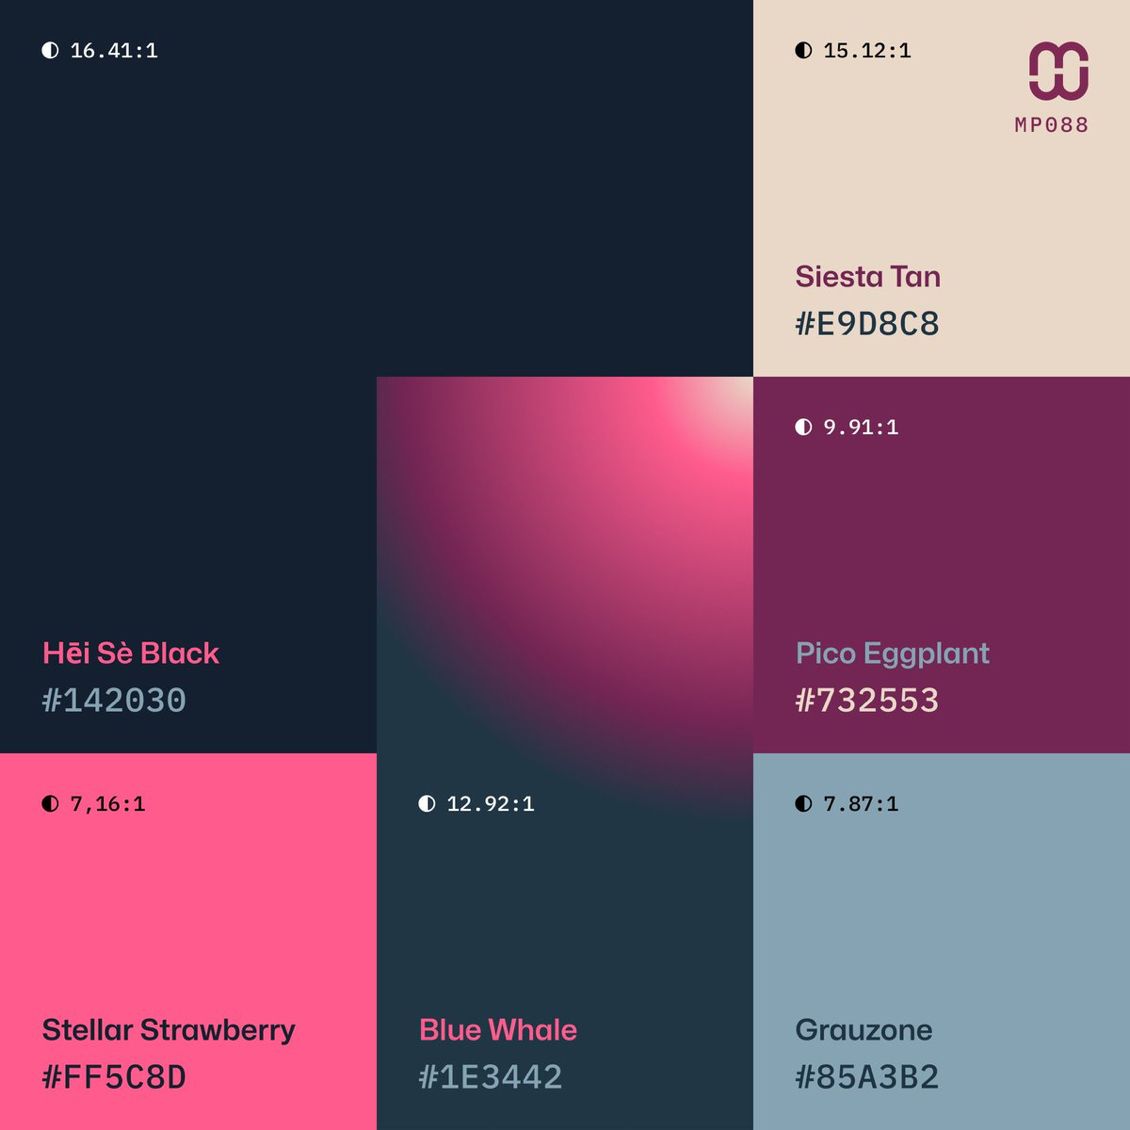 16.41:1
15.12:1
MP088
Siesta Tan
#E9D8C8
9.91:1
Hēi Sè Black
#142030
Pico Eggplant
#732553
7,16:1
12.92:1
7.87:1
Stellar Strawberry
#FF5C8D
Blue Whale
#1E3442
Grauzone
#85A3B2